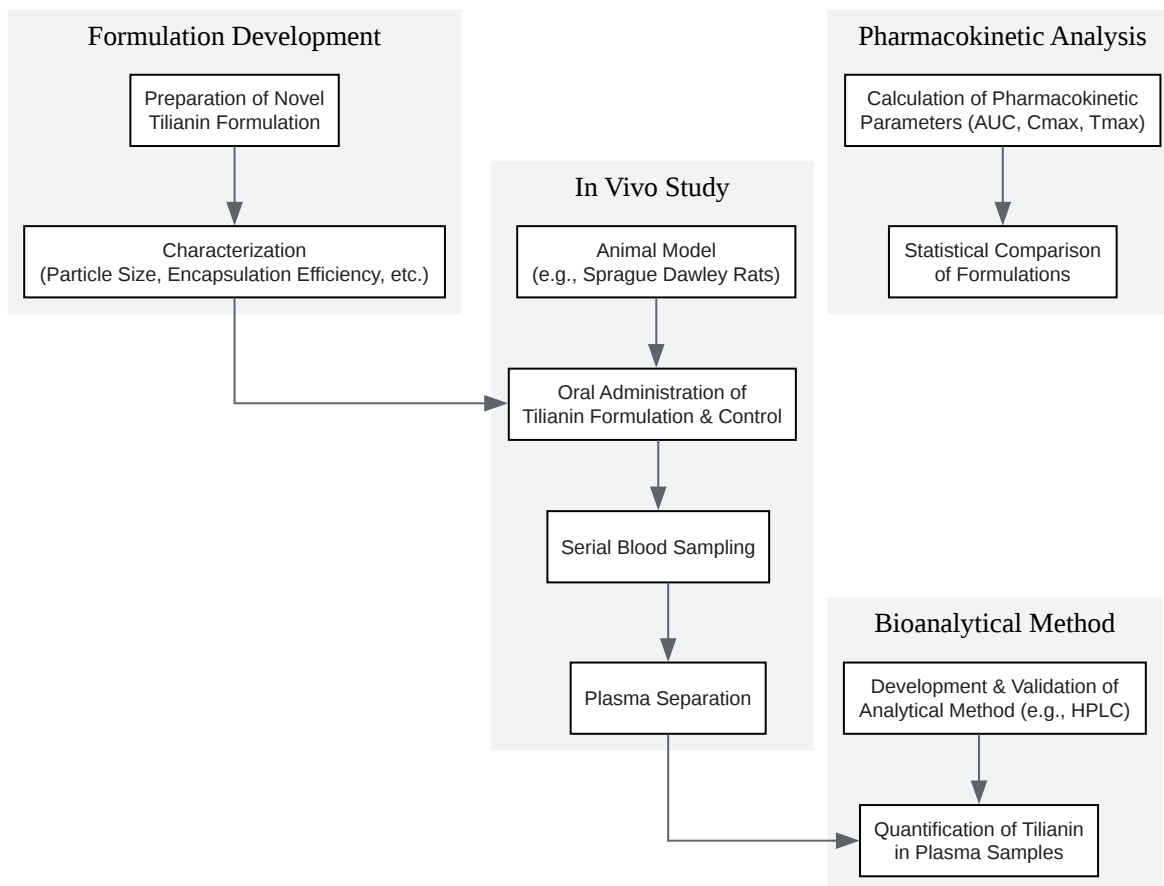 Formulation Development
Preparation of Novel
Tilianin Formulation
Characterization
(Particle Size, Encapsulation Efficiency, etc.)
In Vivo Study
Animal Model
(e.g., Sprague Dawley Rats)
Oral Administration of
Tilianin Formulation & Control
Serial Blood Sampling
Plasma Separation
Pharmacokinetic Analysis
Calculation of Pharmacokinetic
Parameters (AUC, Cmax, Tmax)
Statistical Comparison
of Formulations
Bioanalytical Method
Development & Validation of
Analytical Method (e.g., HPLC)
Quantification of Tilianin
in Plasma Samples